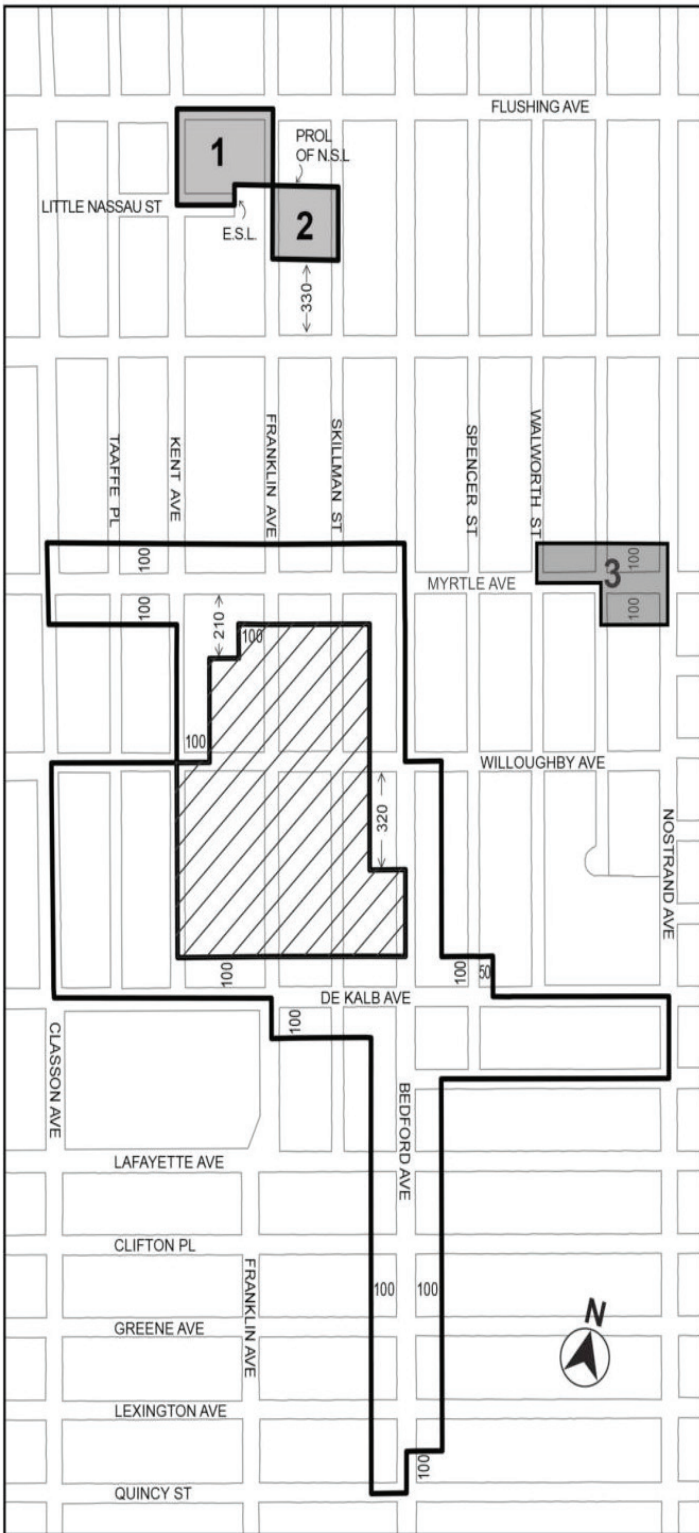 FLUSHING AVE
1
PROL
OF N.S.L
LITTLE NASSAU ST
E.S.L.
2
330
TAAFFE PL
KENT AVE
FRANKLIN AVE
SKILLMAN ST
SPENCER ST
WALWORTH ST
100
100
3
MYRTLE AVE
100
100
210
100
100
WILLOUGHBY AVE
320
NOSTRAND AVE
100
100
50
DE KALB AVE
100
CLASSON AVE
BEDFORD AVE
LAFAYETTE AVE
CLIFTON PL
FRANKLIN AVE
100
100
GREENE AVE
N
LEXINGTON AVE
100
QUINCY ST